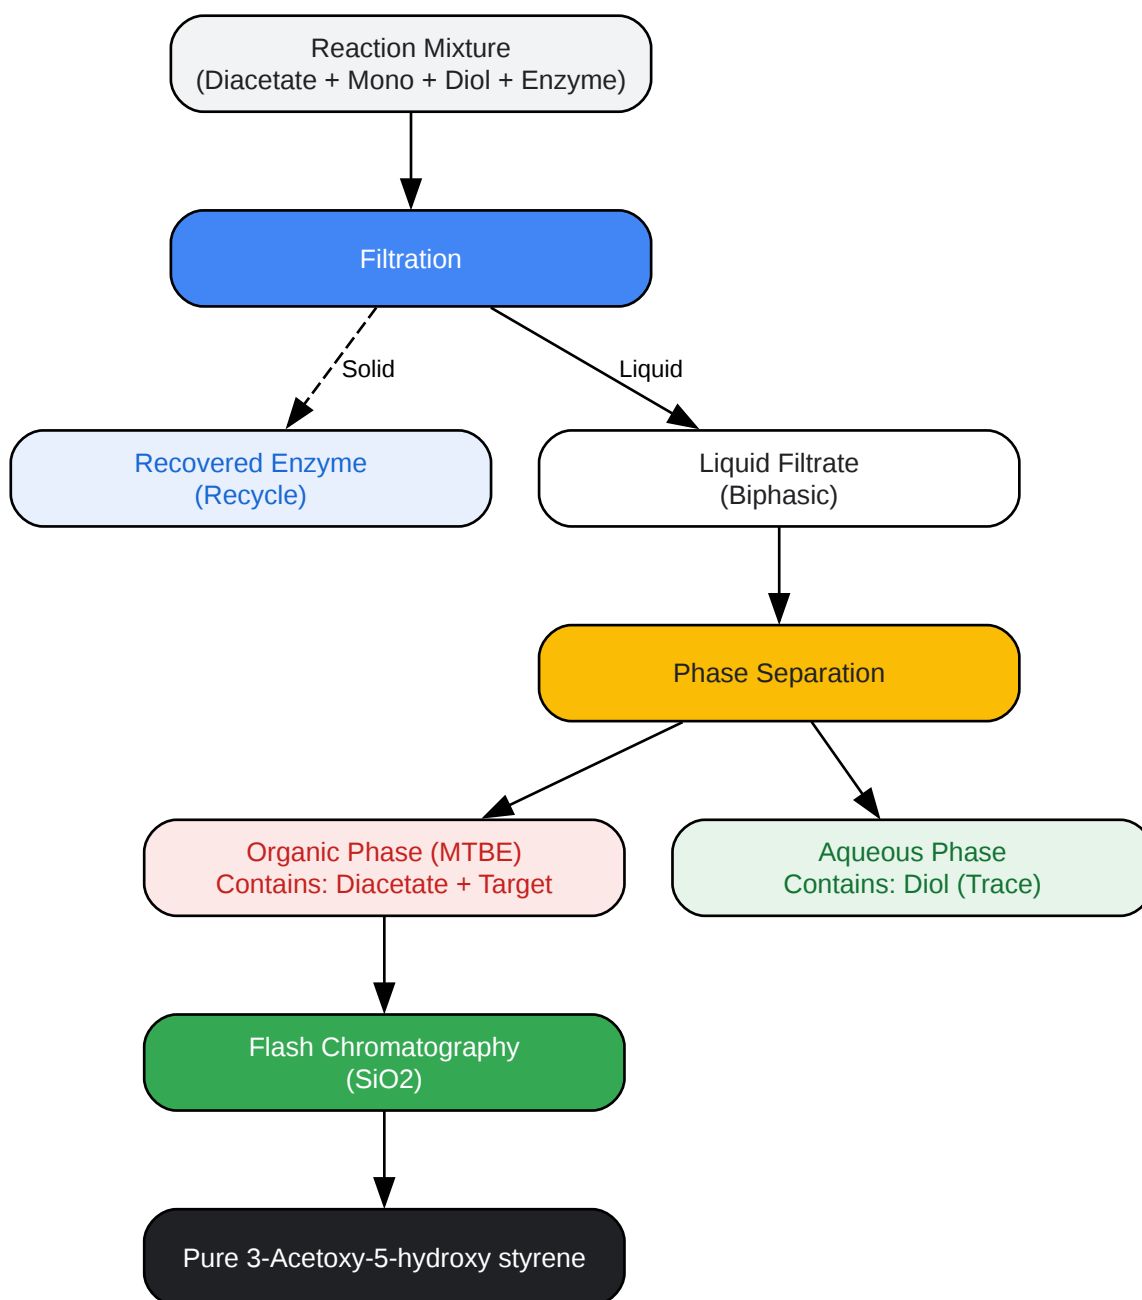 Reaction Mixture
(Diacetate + Mono + Diol + Enzyme)
Filtration
Solid
Liquid
Recovered Enzyme
(Recycle)
Liquid Filtrate
(Biphasic)
Phase Separation
Organic Phase (MTBE)
Contains: Diacetate + Target
Aqueous Phase
Contains: Diol (Trace)
Flash Chromatography
(SiO2)
Pure 3-Acetoxy-5-hydroxy styrene